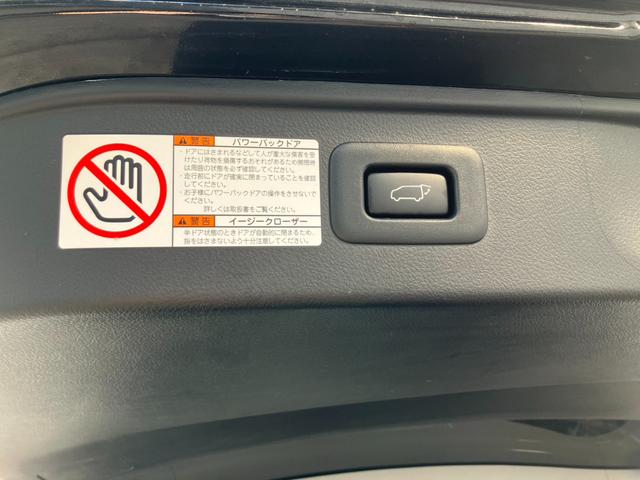 警告 パワーバックドア
・ドアにはさまれるなどして人が重大な傷害を受
けたり荷物を損傷するおそれがあるため開閉時
は周囲の状態を必ず確認してください。
・走行前にドアが確実に閉まっていることを確認
してください。
・お子様にパワーバックドアの操作をさせないで
ください。
詳しくは取扱書をご覧ください。
警告 イージークローザー
半ドア状態のときドアが自動的に閉まるため、
指をはさまないよう十分注意してください。